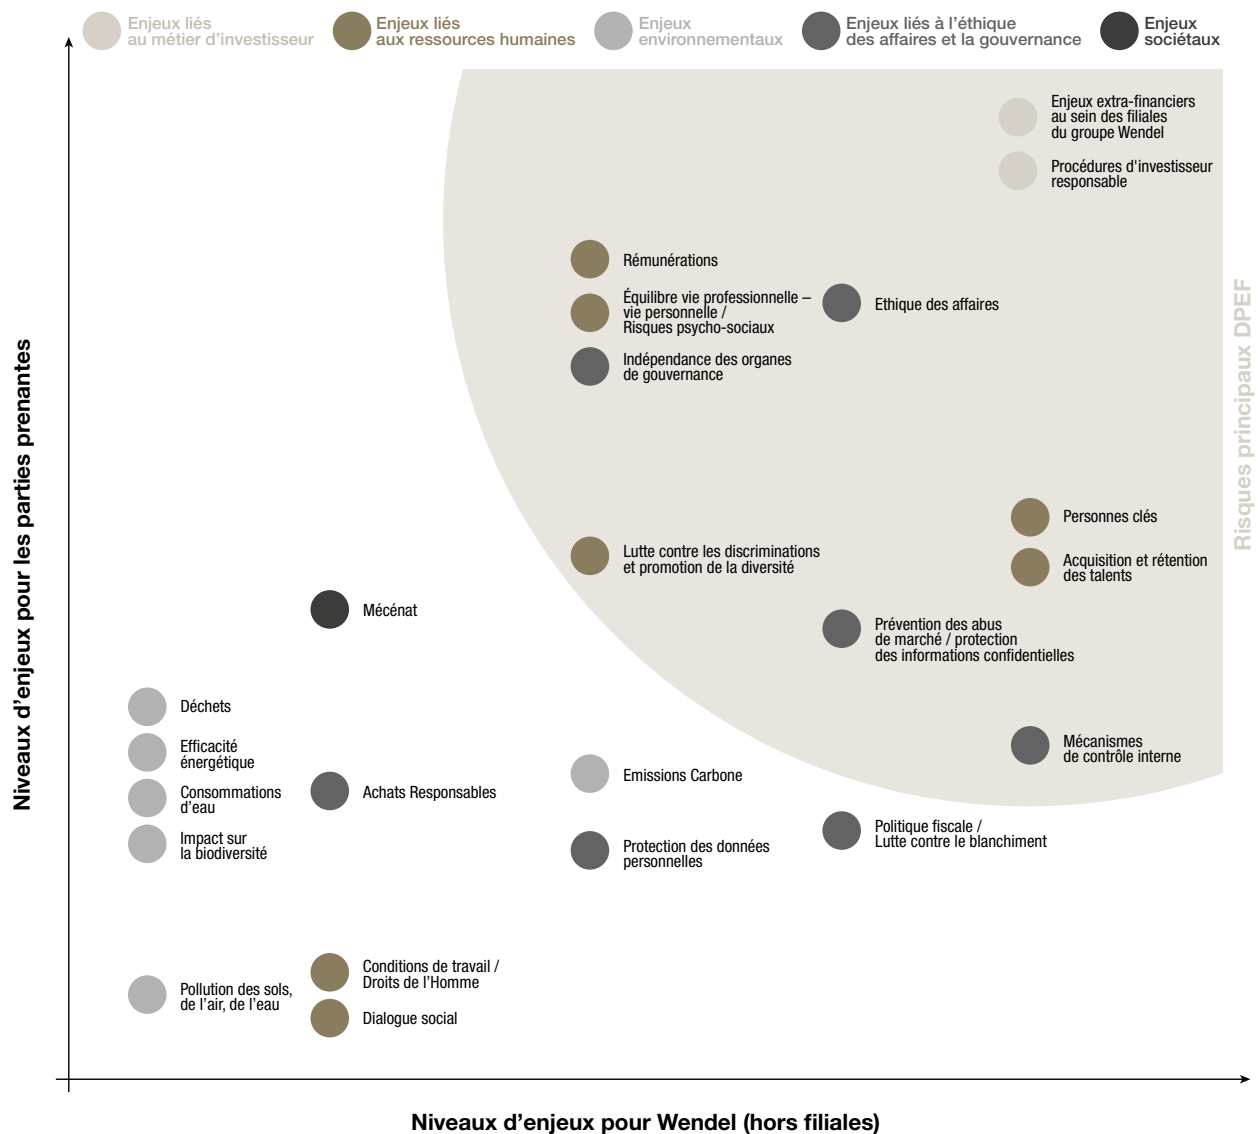 Enjeux liés
au métier d’investisseur
Enjeux liés
aux ressources humaines
Enjeux
environnementaux
Enjeux liés à l’éthique
des affaires et la gouvernance
Enjeux
sociétaux
Niveaux d’enjeux pour les parties prenantes
Enjeux extra-financiers
au sein des filiales
du groupe Wendel
Procédures d'investisseur
responsable
Rémunérations
Équilibre vie professionnelle –
vie personnelle /
Risques psycho-sociaux
Ethique des affaires
Indépendance des organes
de gouvernance
Risques principaux DPEF
Personnes clés
Lutte contre les discriminations
et promotion de la diversité
Acquisition et rétention
des talents
Mécénat
Prévention des abus
de marché / protection
des informations confidentielles
Déchets
Efficacité
énergétique
Mécanismes
de contrôle interne
Emissions Carbone
Consommations
d’eau
Achats Responsables
Impact sur
la biodiversité
Protection des données
personnelles
Politique fiscale /
Lutte contre le blanchiment
Conditions de travail /
Droits de l’Homme
Pollution des sols,
de l’air, de l’eau
Dialogue social
Niveaux d’enjeux pour Wendel (hors filiales)